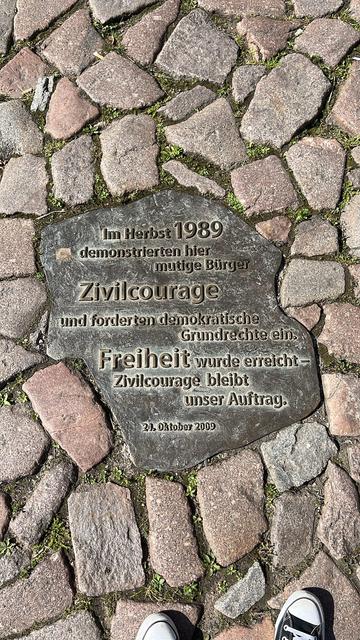 Im Herbst 1989
demonstrierten hier
mutige Bürger
Zivilcourage
und forderten demokratische
Grundrechte ein.
Freiheit wurde erreicht –
Zivilcourage bleibt
unser Auftrag.
24. Oktober 2009